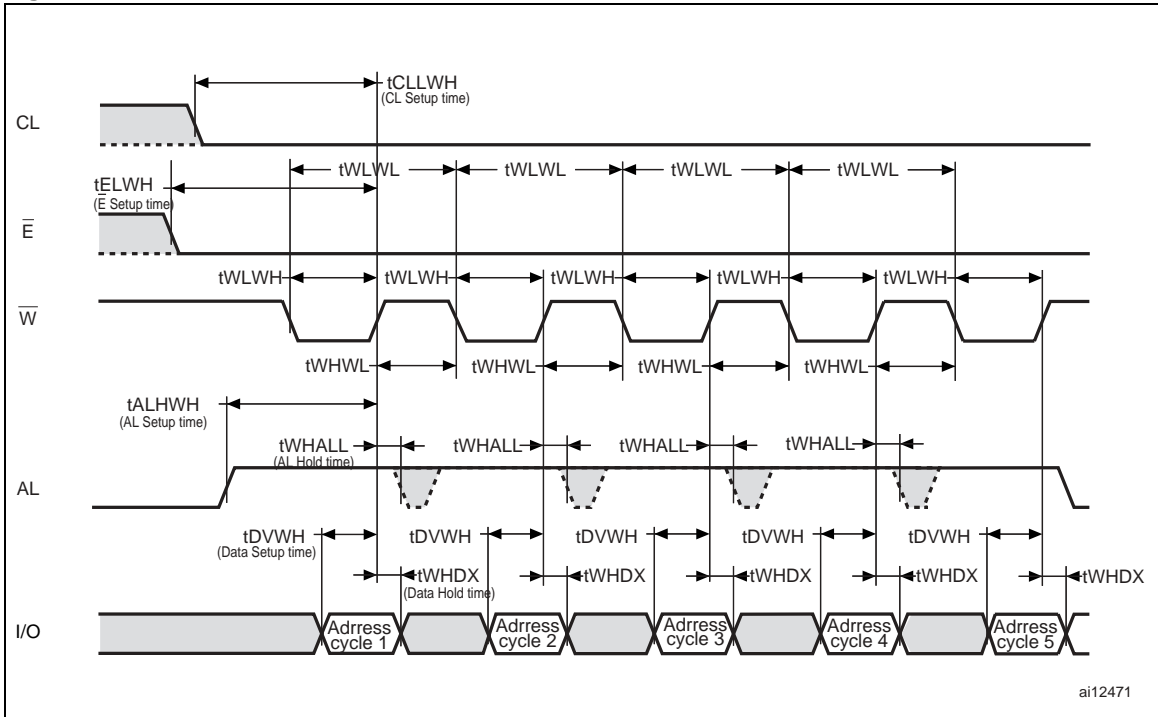 tCLLWH
(CL Setup time)
CL
tWLWL tWLWL tWLWL tWLWL
tELWH
(E Setup time)
E
tWLWH tWLWH tWLWH tWLWH tWLWH
W
tWHWL tWHWL tWHWL tWHWL
tALHWH
(AL Setup time)
tWHALL tWHALL tWHALL tWHALL
(AL Hold time)
AL
tDVWH tDVWH tDVWH tDVWH tDVWH
(Data Setup time)
tWHDX tWHDX tWHDX tWHDX tWHDX
(Data Hold time)
I/O
Adrress cycle 1
Adrress cycle 2
Adrress cycle 3
Adrress cycle 4
Adrress cycle 5
ai12471